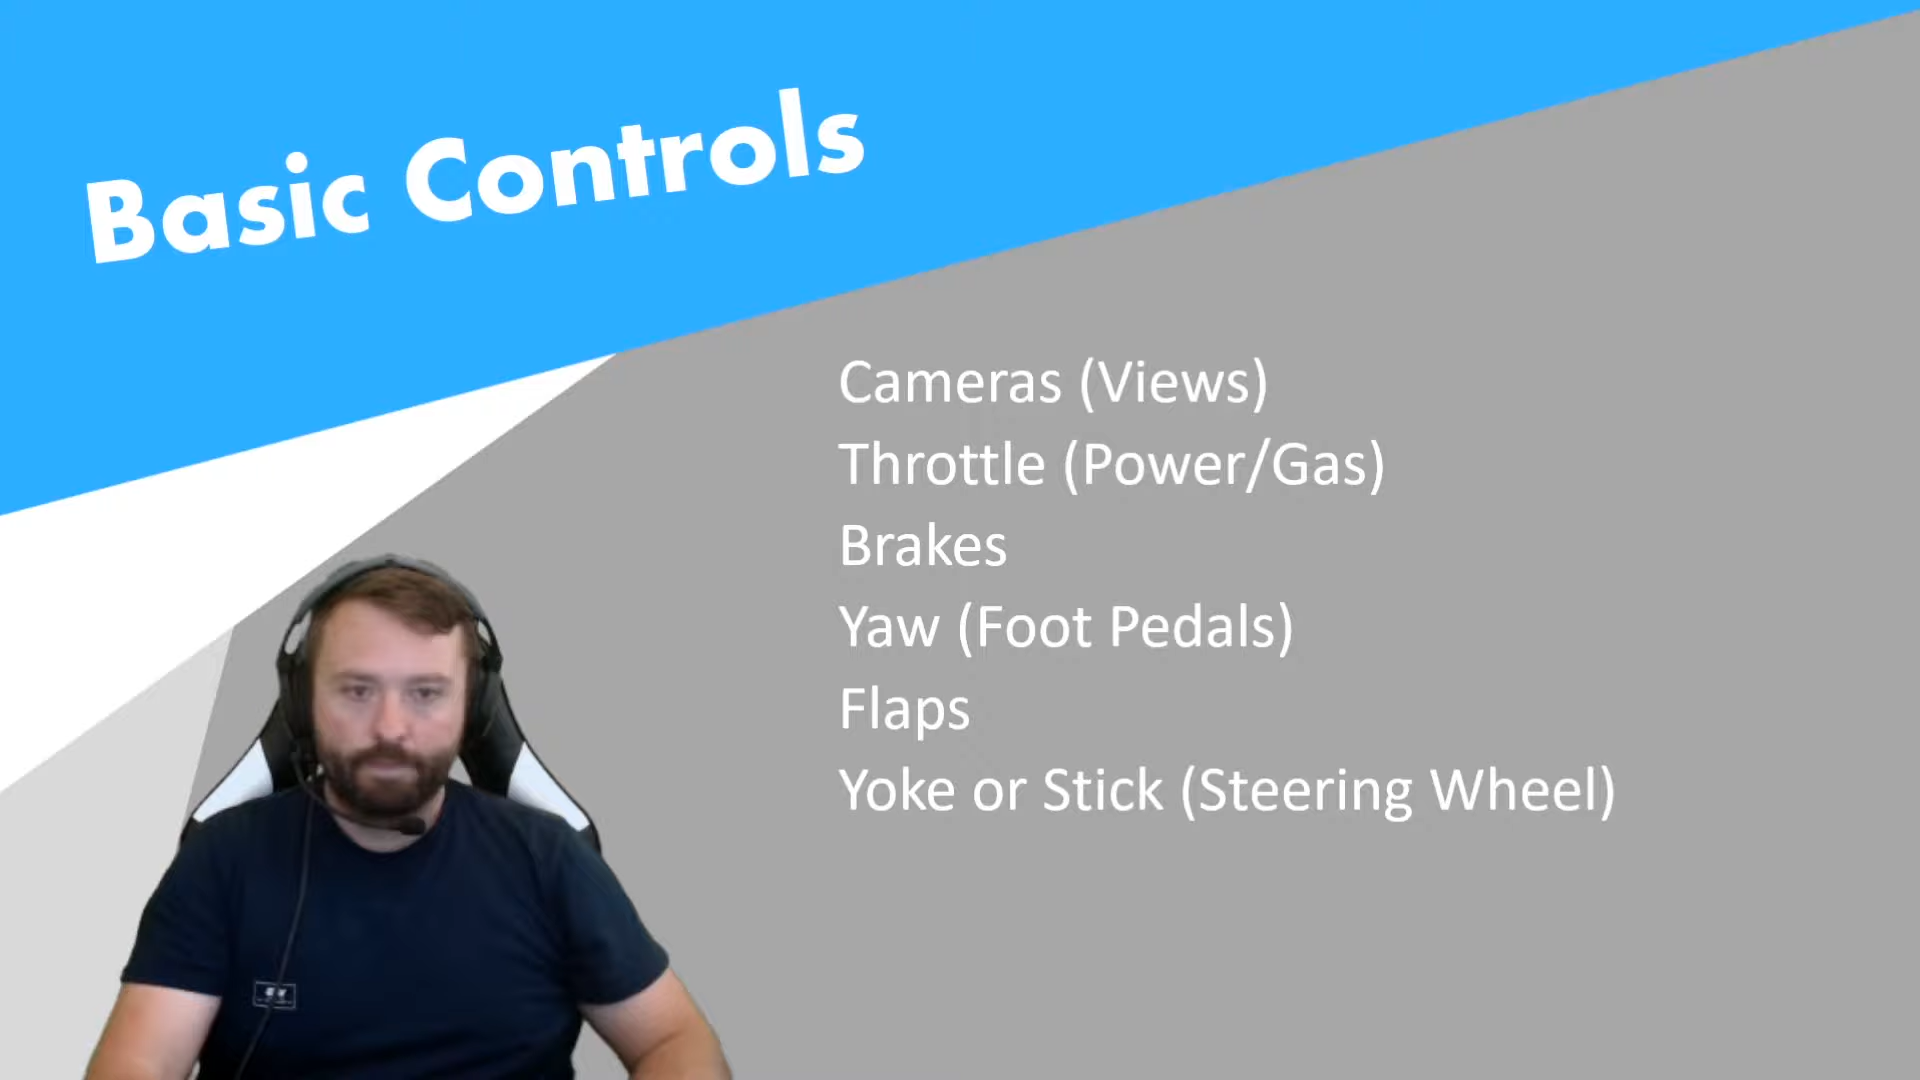 Basic Controls
Cameras (Views)
Throttle (Power/Gas)
Brakes
Yaw (Foot Pedals)
Flaps
Yoke or Stick (Steering Wheel)